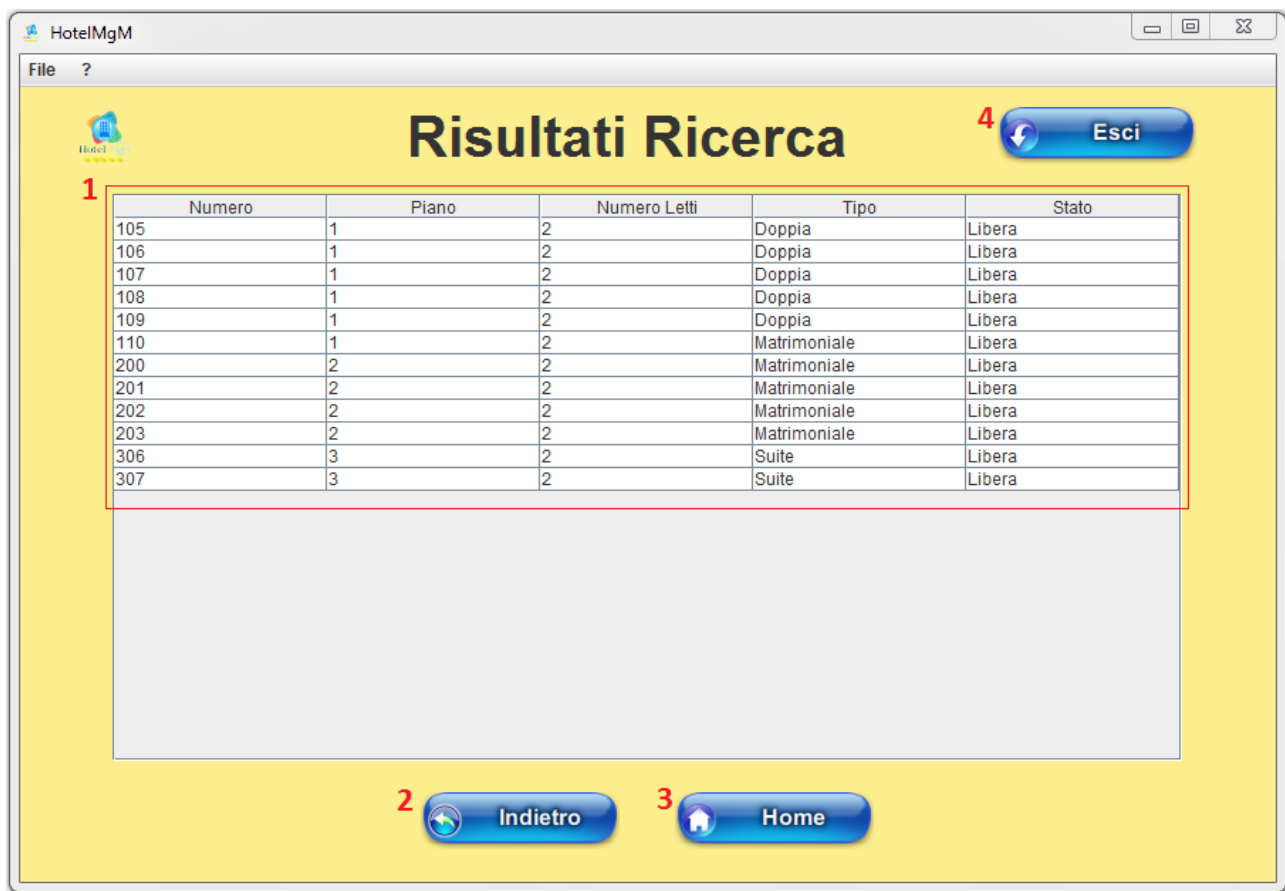 HotelMgM
File ?
Risultati Ricerca
4 Esci
Hotel
1
Numero Piano Numero Letti Tipo Stato
105 1 2 Doppia Libera
106 1 2 Doppia Libera
107 1 2 Doppia Libera
108 1 2 Doppia Libera
109 1 2 Doppia Libera
110 1 2 Matrimoniale Libera
200 2 2 Matrimoniale Libera
201 2 2 Matrimoniale Libera
202 2 2 Matrimoniale Libera
203 2 2 Matrimoniale Libera
306 3 2 Suite Libera
307 3 2 Suite Libera
2 Indietro 3 Home